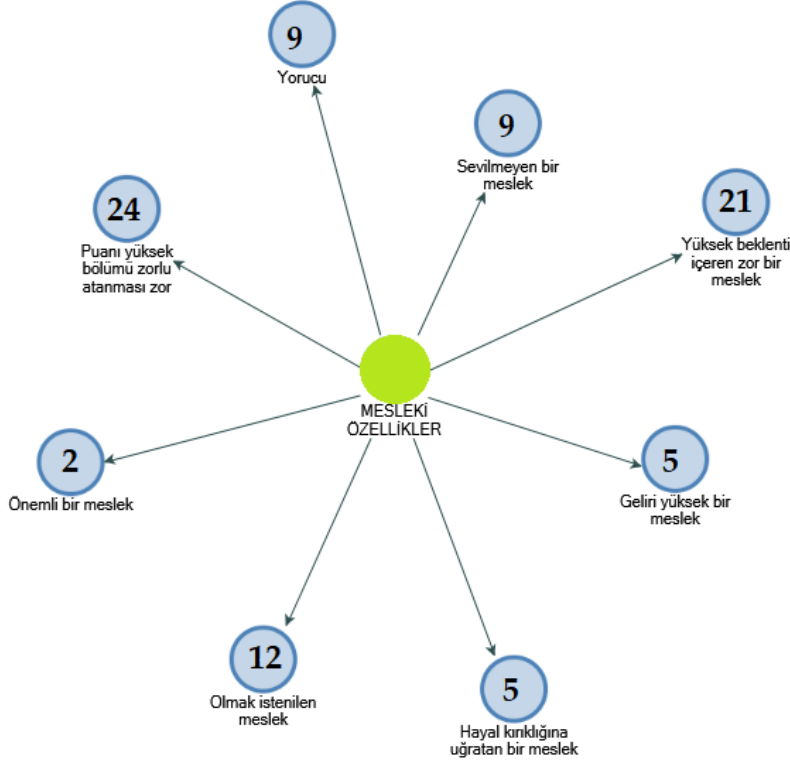 9
Yorucu
9
Sevilmeyen bir
meslek
24
Puanı yüksek
bölümü zorlu
atanması zor
21
Yüksek beklenti
içeren zor bir
meslek
MESLEKİ
ÖZELLİKLER
2
Önemli bir meslek
5
Geliri yüksek bir
meslek
12
Olmak istenilen
meslek
5
Hayal kırıklığına
uğratan bir meslek